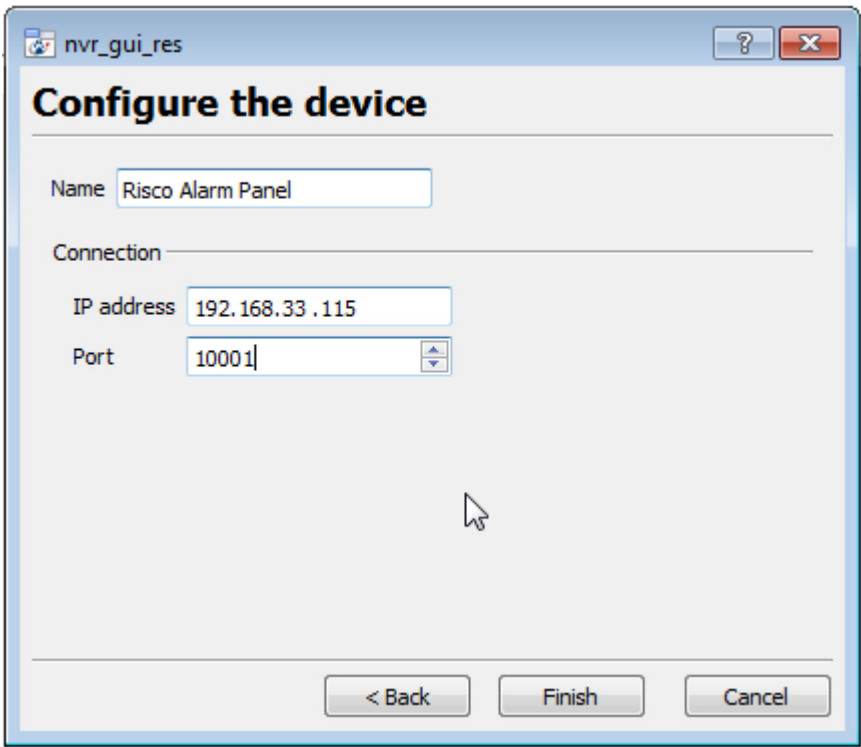 nvr_gui_res
Configure the device
Name Risco Alarm Panel
Connection
IP address 192.168.33 .115
Port 10001
< Back Finish Cancel